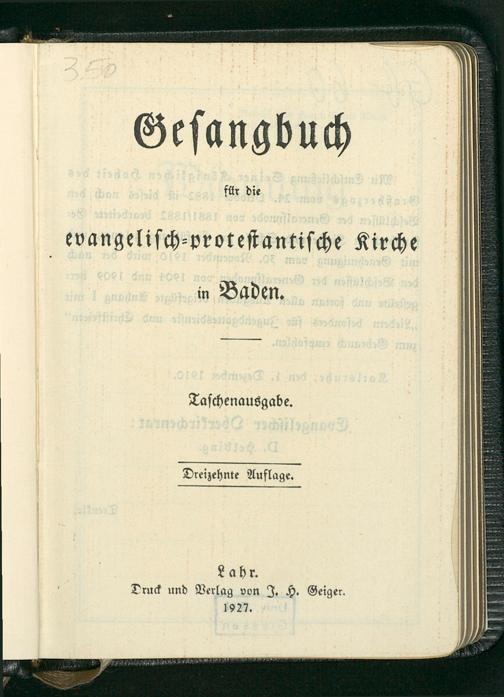 3.50
Gesangbuch
für die
evangelisch-protestantische Kirche
in Baden.
Taschenausgabe.
Dreizehnte Auflage.
Lahr.
Druck und Verlag von J. H. Geiger.
1927.